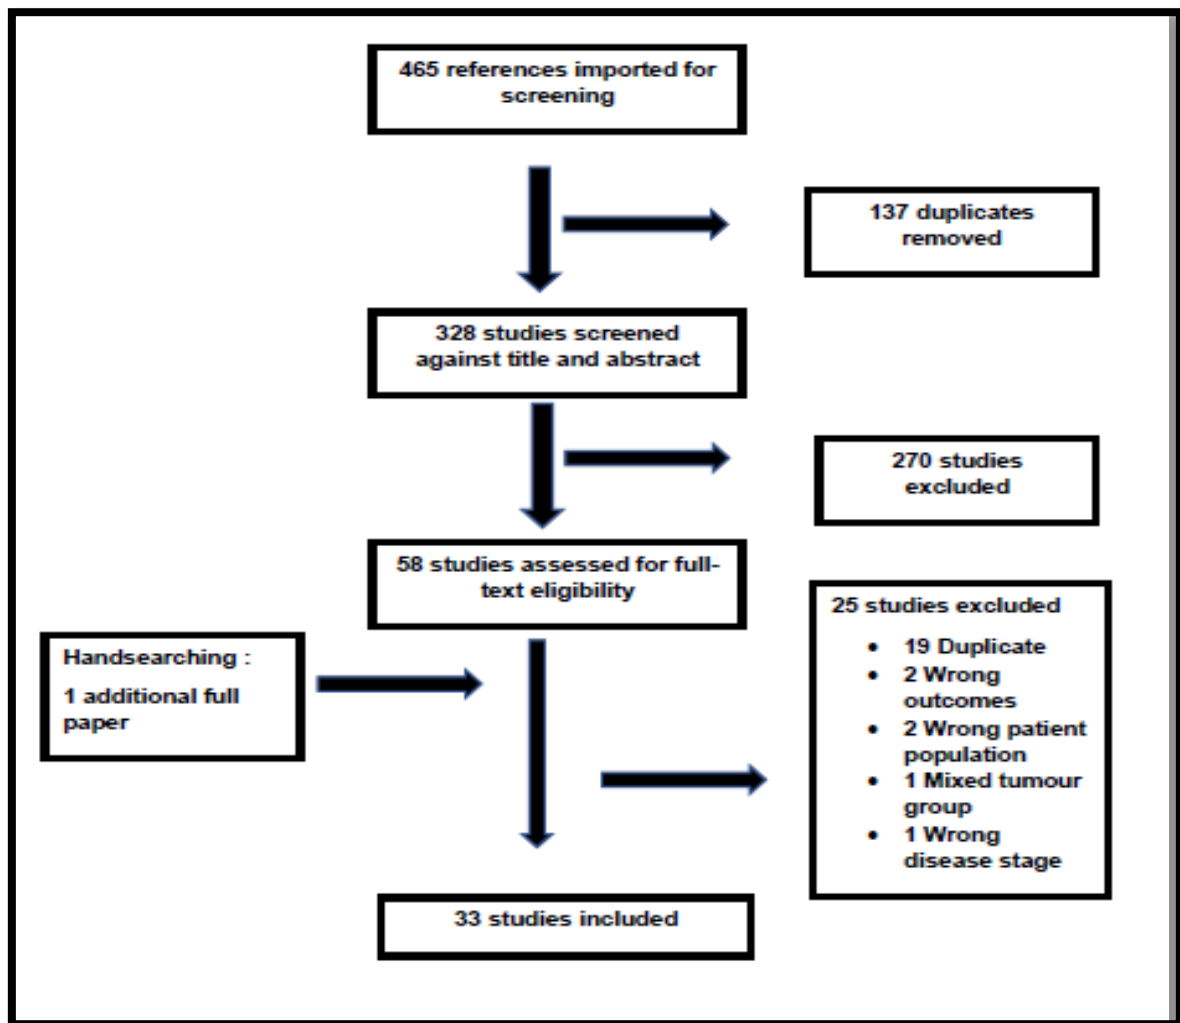 465 references imported for
screening
137 duplicates
removed
328 studies screened
against title and abstract
270 studies
excluded
58 studies assessed for full-
text eligibility
Handsearching :
1 additional full
paper
25 studies excluded
• 19 Duplicate
• 2 Wrong
outcomes
• 2 Wrong patient
population
• 1 Mixed tumour
group
• 1 Wrong
disease stage
33 studies included